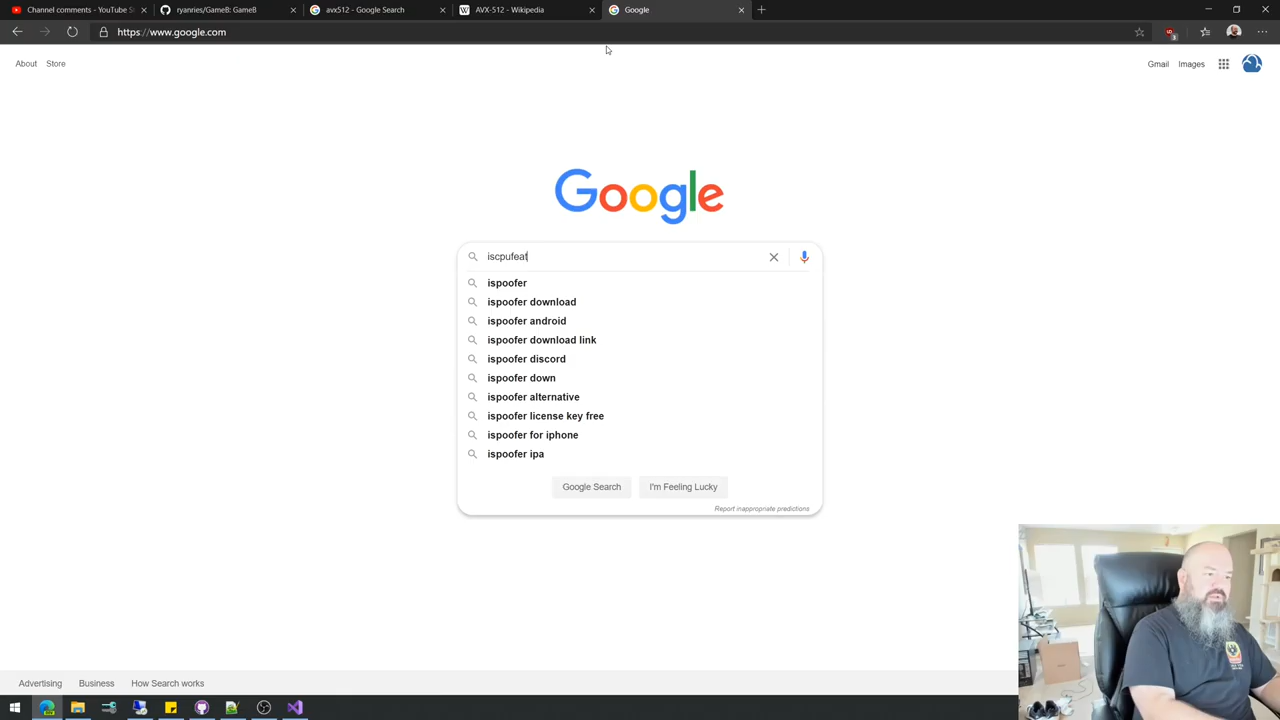 Channel comments - YouTube S
ryanries/GameB: GameB
avx512 - Google Search
AVX-512 - Wikipedia
Google
https://www.google.com
About
Store
Gmail
Images
Google
iscpufeat
ispoofer
ispoofer download
ispoofer android
ispoofer download link
ispoofer discord
ispoofer down
ispoofer alternative
ispoofer license key free
ispoofer for iphone
ispoofer ipa
Google Search
I'm Feeling Lucky
Report inappropriate predictions
Advertising
Business
How Search works